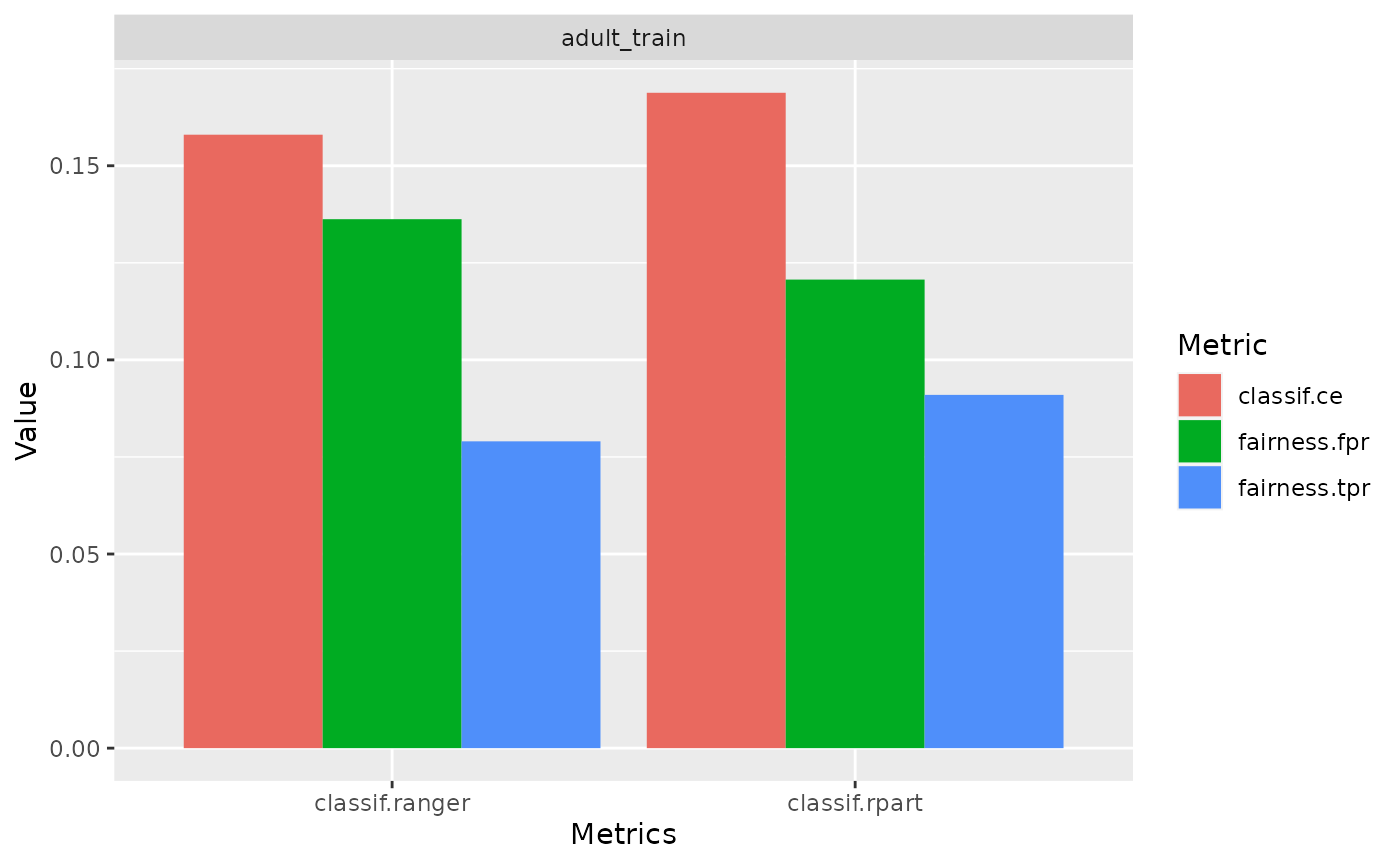 adult_train
0.15
0.10
0.05
0.00
Value
classif.ranger
classif.rpart
Metrics
Metric
classif.ce
fairness.fpr
fairness.tpr